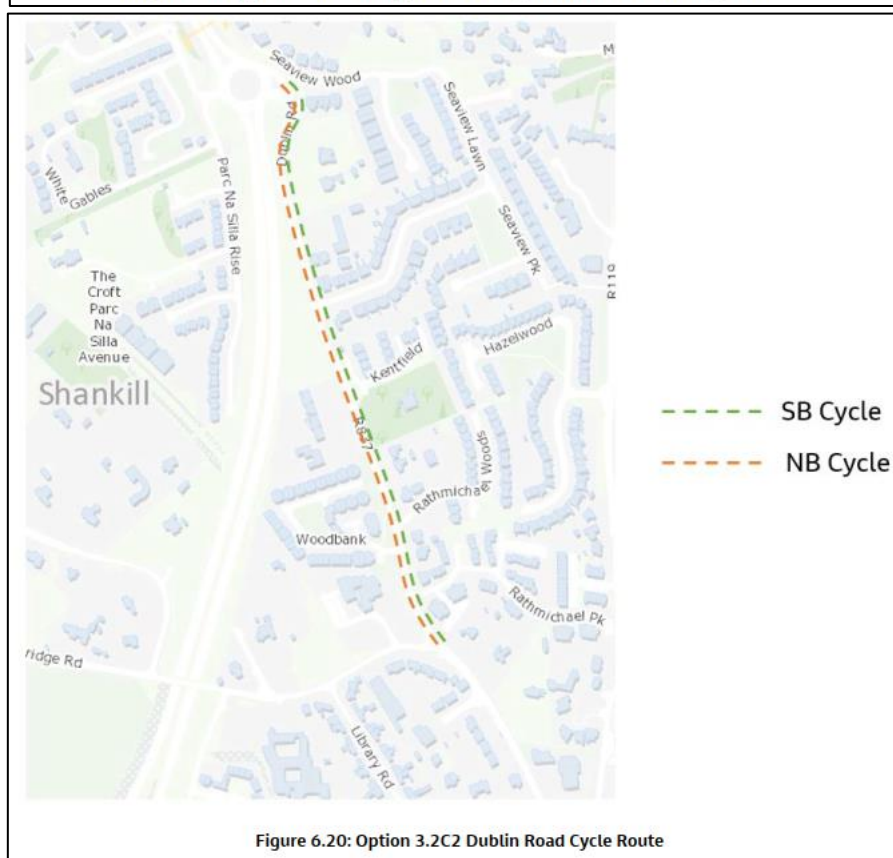 Seaview Wood
M
Dublin Rd
Seaview Lawn
White
Gables
Parc Na Silla Rise
Seaview Pk
R119
The
Croft
Parc
Na
Silla
Avenue
Kentfield
Hazelwood
Shankill
R837
SB Cycle
NB Cycle
Rathmichael
Woods
Woodbank
Rathmichael Pk
ridge Rd
Library Rd
Figure 6.20: Option 3.2C2 Dublin Road Cycle Route